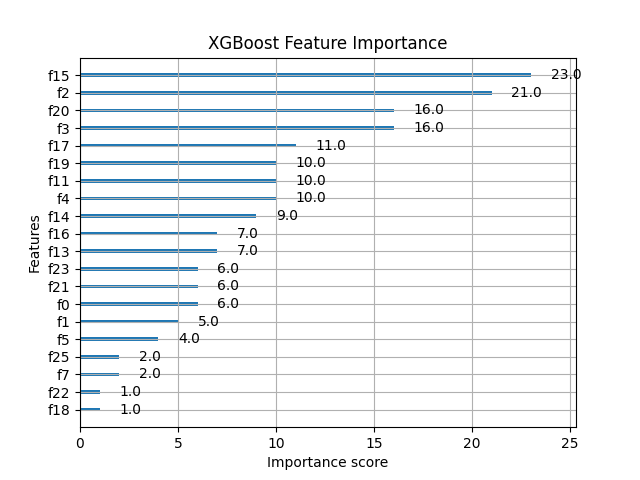 XGBoost Feature Importance
f15 23.0
f2 21.0
f20 16.0
f3 16.0
f17 11.0
f19 10.0
f11 10.0
f4 10.0
f14 9.0
f16 7.0
f13 7.0
f23 6.0
f21 6.0
f0 6.0
f1 5.0
f5 4.0
f25 2.0
f7 2.0
f22 1.0
f18 1.0
Features
0 5 10 15 20 25
Importance score